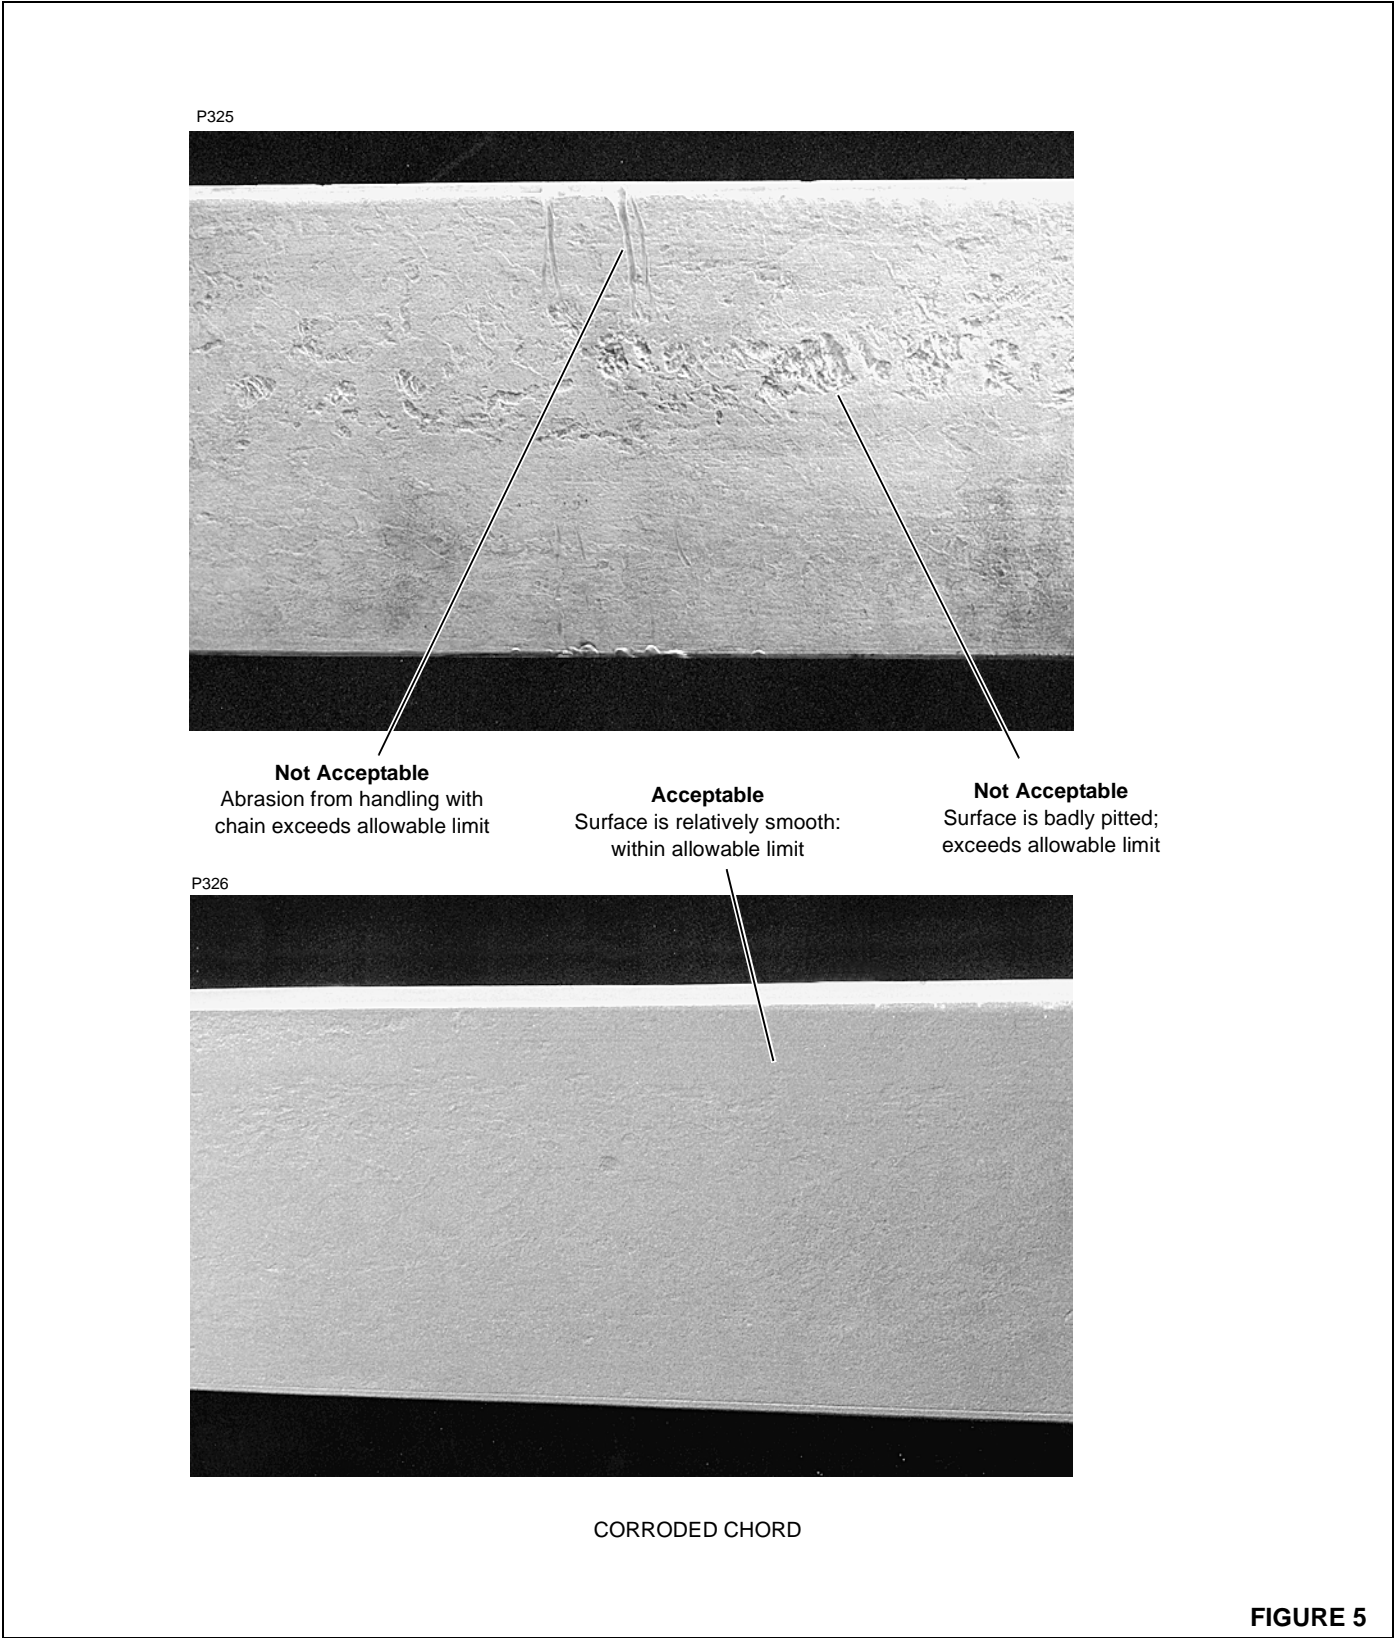 P325
Not Acceptable
Abrasion from handling with
chain exceeds allowable limit
Acceptable
Surface is relatively smooth:
within allowable limit
Not Acceptable
Surface is badly pitted;
exceeds allowable limit
P326
CORRODED CHORD
FIGURE 5